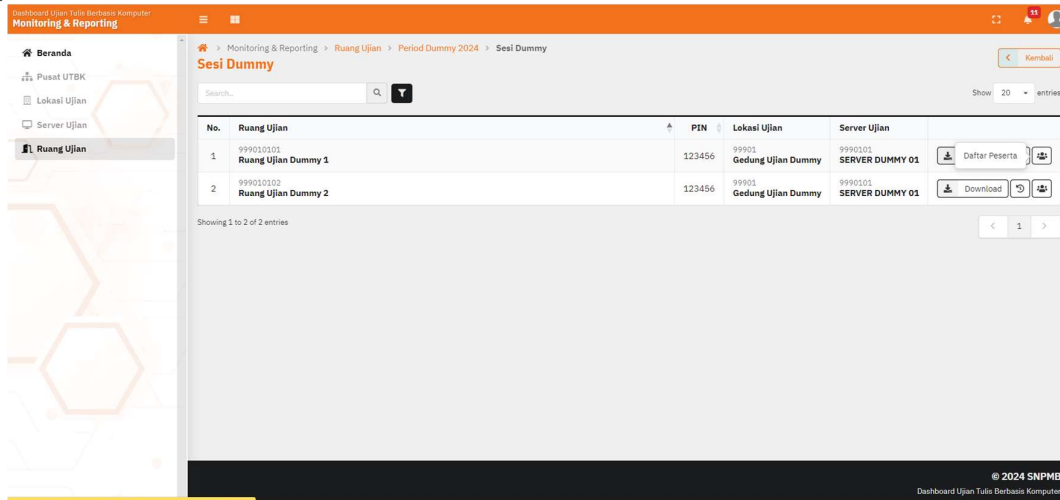 Dashboard Ujian Tulis Berbasis Komputer
Monitoring & Reporting
11
Beranda
Pusat UTBK
Lokasi Ujian
Server Ujian
Ruang Ujian
> Monitoring & Reporting > Ruang Ujian > Period Dummy 2024 > Sesi Dummy
Sesi Dummy
< Kembali
Search..
Show 20 entries
No. Ruang Ujian PIN Lokasi Ujian Server Ujian
1 999010101 Ruang Ujian Dummy 1 123456 99901 Gedung Ujian Dummy 9990101 SERVER DUMMY 01 Daftar Peserta
2 999010102 Ruang Ujian Dummy 2 123456 99901 Gedung Ujian Dummy 9990101 SERVER DUMMY 01 Download
Showing 1 to 2 of 2 entries
< 1 >
© 2024 SNPMB
Dashboard Ujian Tulis Berbasis Komputer